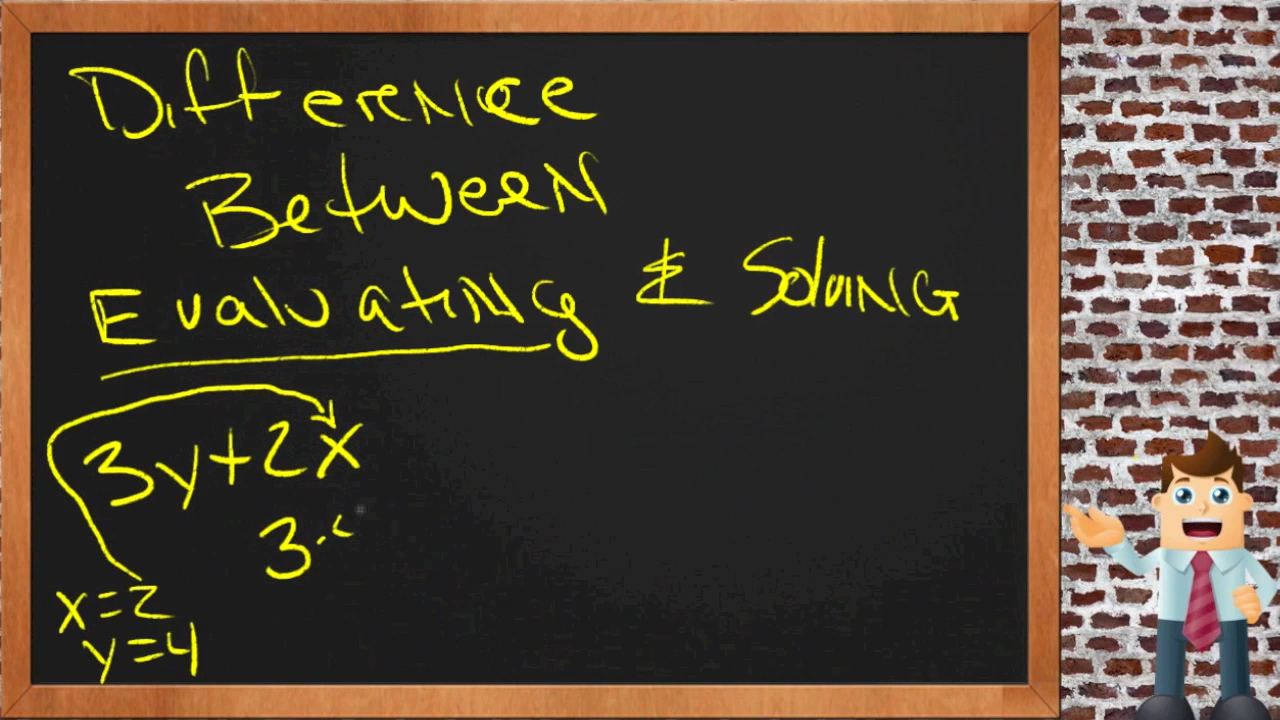 Difference
Between
Evaluating & Solving
3y+2x
3·
x=2
y=4